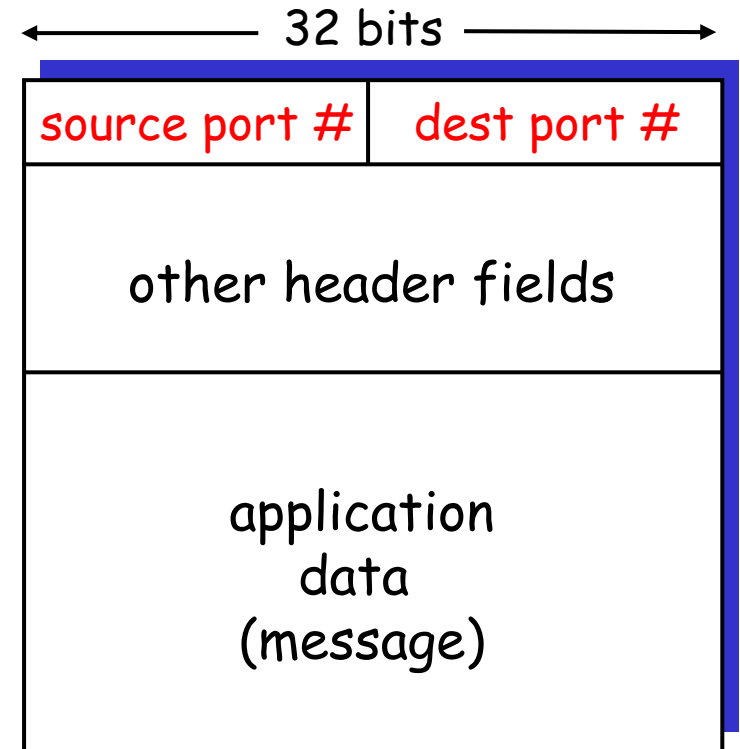 32 bits
source port # dest port #
other header fields
application
data
(message)